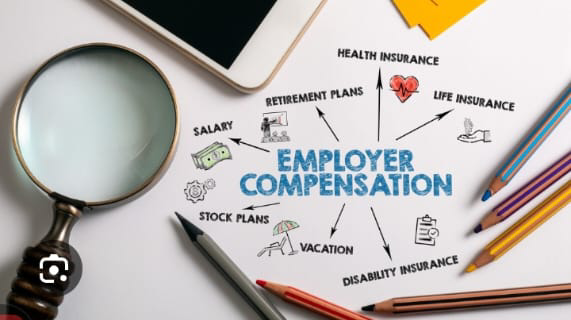 HEALTH INSURANCE
RETIREMENT PLANS
LIFE INSURANCE
SALARY
EMPLOYER
COMPENSATION
STOCK PLANS
VACATION
DISABILITY INSURANCE